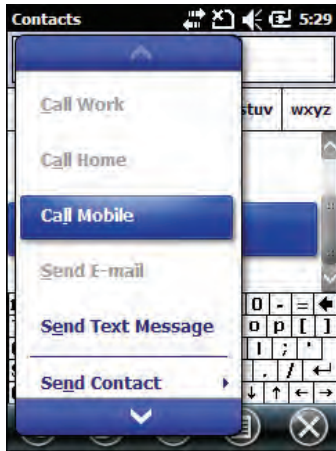 Contacts 5:29
stuv wxyz
Call Work
Call Home
Call Mobile
Send E-mail
Send Text Message
Send Contact
0 - =
o p [ ]
l ; '
. /